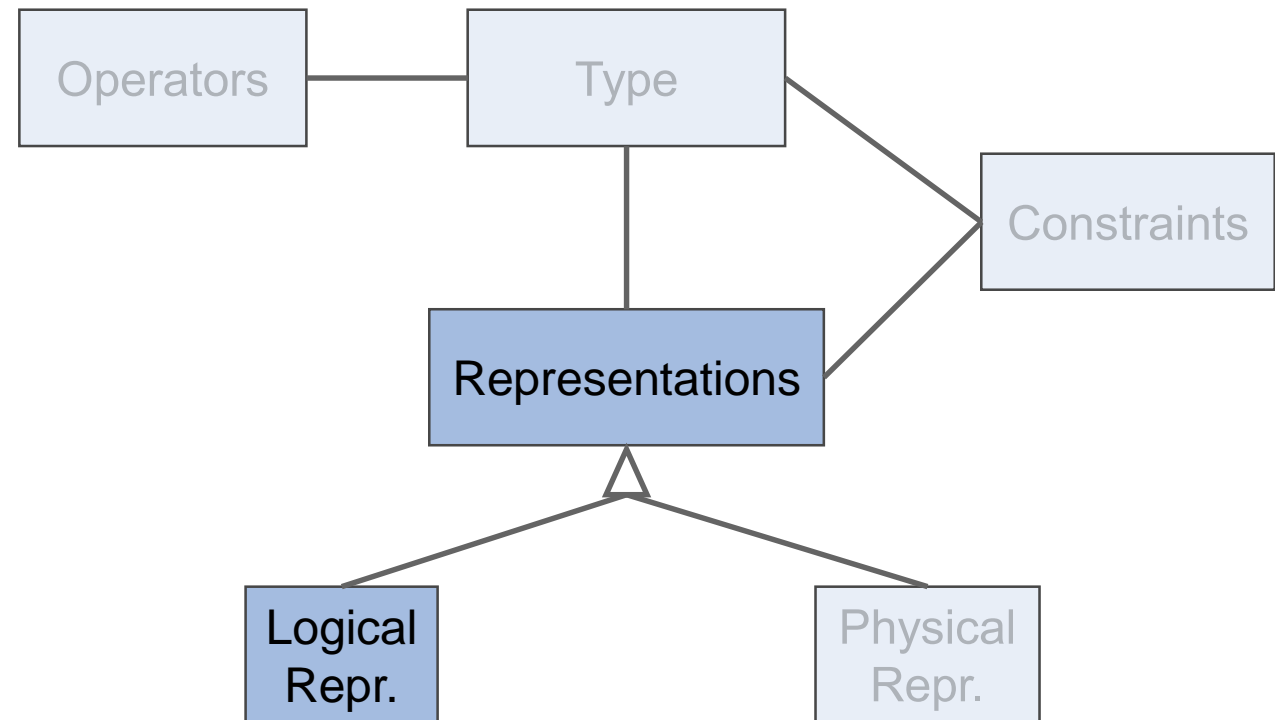 Operators
Type
Constraints
Representations
Logical
Repr.
Physical
Repr.